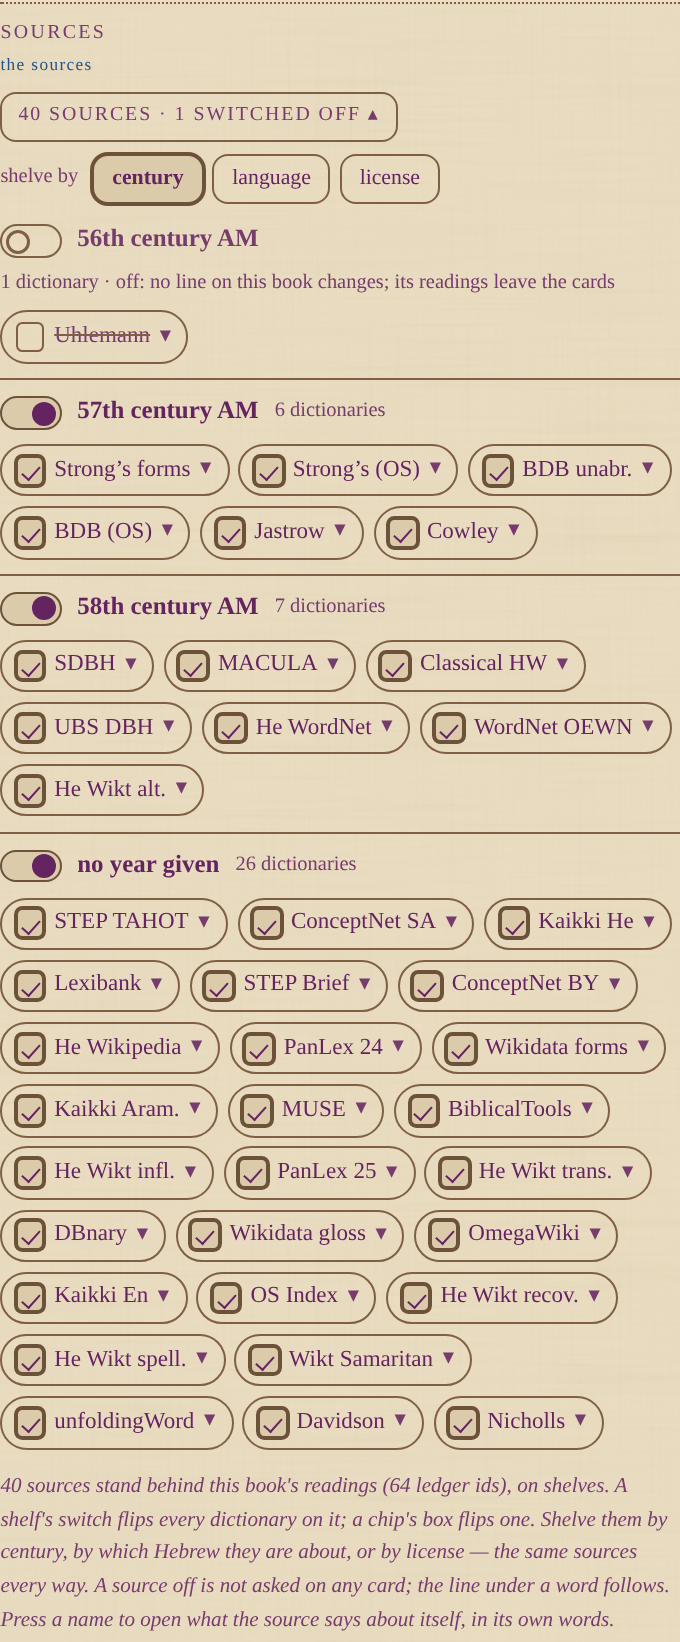 SOURCES
the sources
40 SOURCES · 1 SWITCHED OFF ▴
shelve by century language license
56th century AM
1 dictionary · off: no line on this book changes; its readings leave the cards
Uhlemann ▾
57th century AM 6 dictionaries
Strong’s forms ▾ Strong’s (OS) ▾ BDB unabr. ▾
BDB (OS) ▾ Jastrow ▾ Cowley ▾
58th century AM 7 dictionaries
SDBH ▾ MACULA ▾ Classical HW ▾
UBS DBH ▾ He WordNet ▾ WordNet OEWN ▾
He Wikt alt. ▾
no year given 26 dictionaries
STEP TAHOT ▾ ConceptNet SA ▾ Kaikki He ▾
Lexibank ▾ STEP Brief ▾ ConceptNet BY ▾
He Wikipedia ▾ PanLex 24 ▾ Wikidata forms ▾
Kaikki Aram. ▾ MUSE ▾ BiblicalTools ▾
He Wikt infl. ▾ PanLex 25 ▾ He Wikt trans. ▾
DBnary ▾ Wikidata gloss ▾ OmegaWiki ▾
Kaikki En ▾ OS Index ▾ He Wikt recov. ▾
He Wikt spell. ▾ Wikt Samaritan ▾
unfoldingWord ▾ Davidson ▾ Nicholls ▾
40 sources stand behind this book's readings (64 ledger ids), on shelves. A
shelf's switch flips every dictionary on it; a chip's box flips one. Shelve them by
century, by which Hebrew they are about, or by license — the same sources
every way. A source off is not asked on any card; the line under a word follows.
Press a name to open what the source says about itself, in its own words.